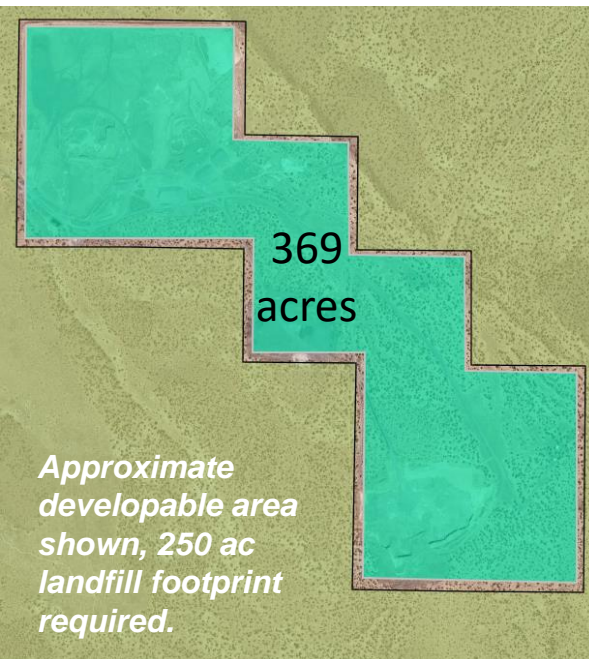 369
acres
Approximate
developable area
shown, 250 ac
landfill footprint
required.